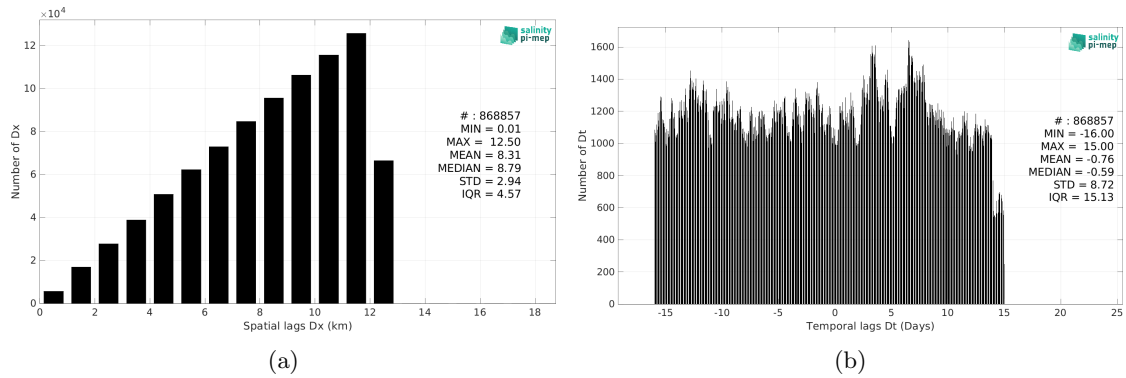 ×10⁴
salinity
pi-mep
12
10
8
6
4
2
0
Number of Dx
# : 868857
MIN = 0.01
MAX = 12.50
MEAN = 8.31
MEDIAN = 8.79
STD = 2.94
IQR = 4.57
0 2 4 6 8 10 12 14 16 18
Spatial lags Dx (km)
(a)
salinity
pi-mep
1600
1400
1200
1000
800
600
400
200
0
Number of Dt
# : 868857
MIN = -16.00
MAX = 15.00
MEAN = -0.76
MEDIAN = -0.59
STD = 8.72
IQR = 15.13
-15 -10 -5 0 5 10 15 20 25
Temporal lags Dt (Days)
(b)